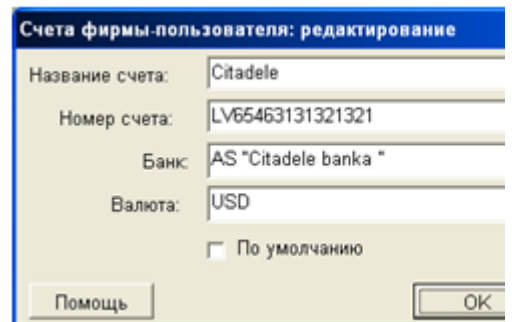 Счета фирмы-пользователя: редактирование
Название счета: Citadele
Номер счета: LV65463131321321
Банк: AS "Citadele banka "
Валюта: USD
По умолчанию
Помощь OK